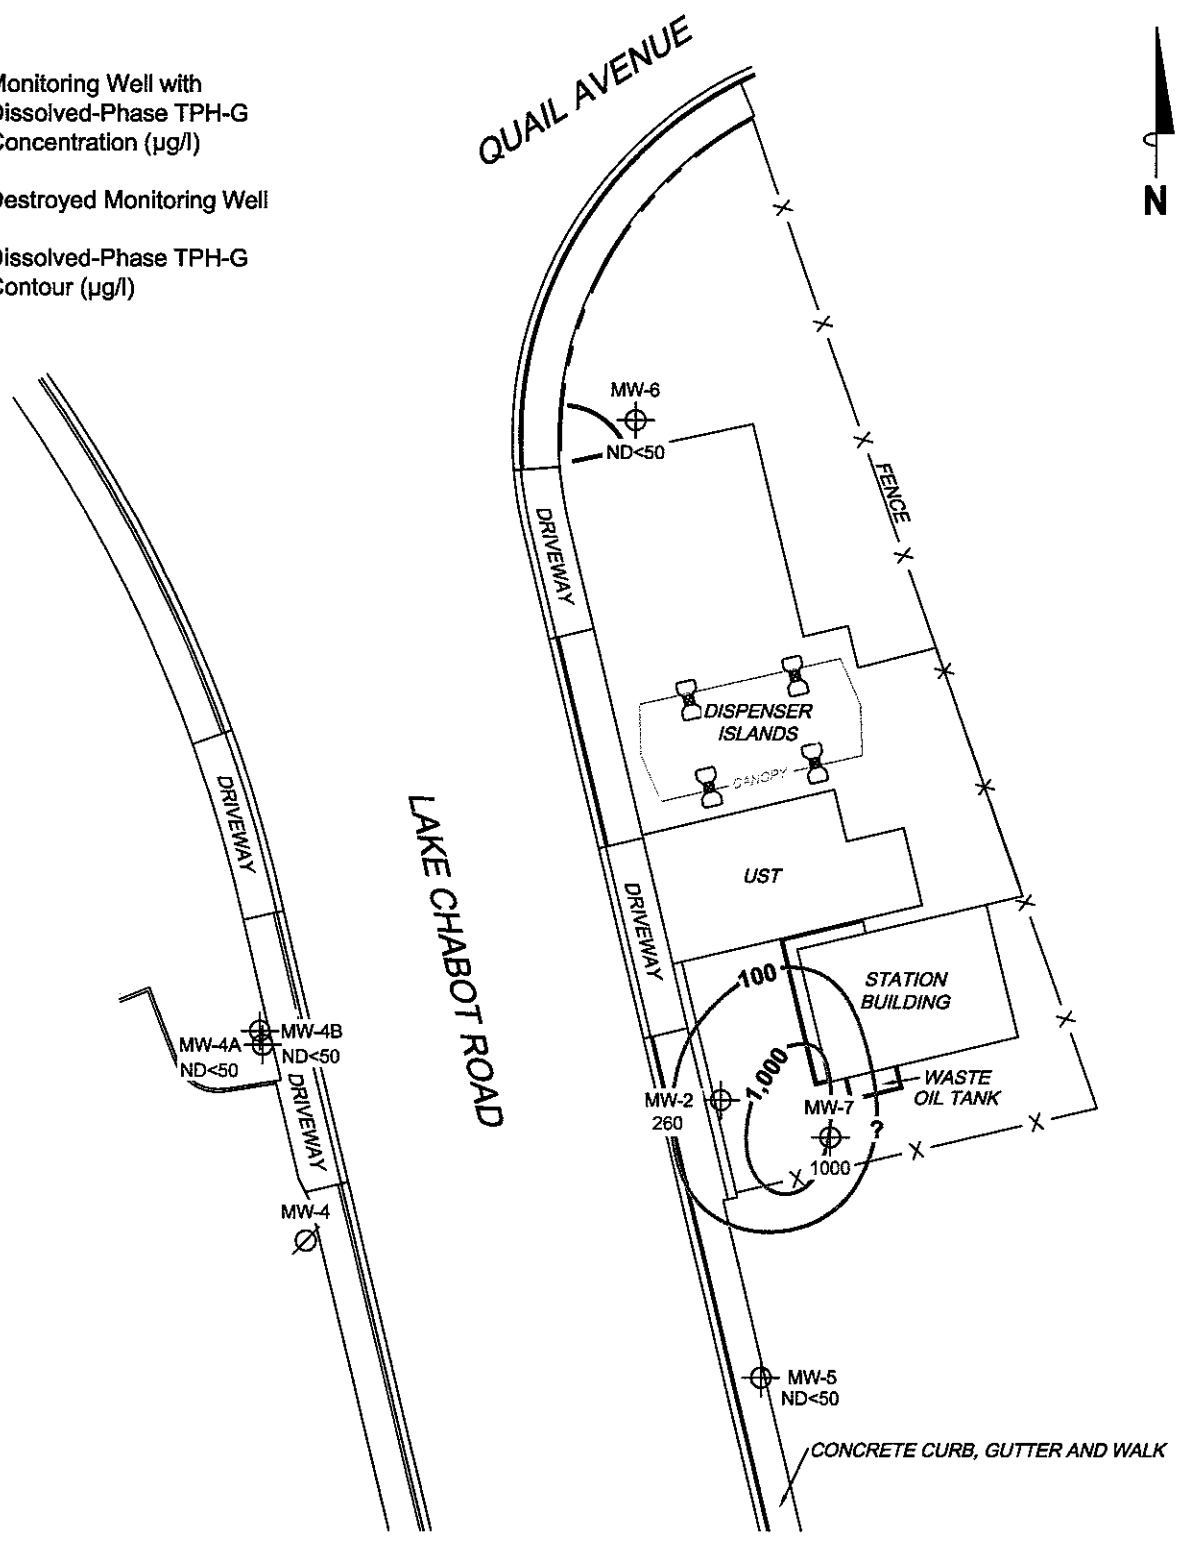 Monitoring Well with
Dissolved-Phase TPH-G
Concentration (µg/l)
Destroyed Monitoring Well
Dissolved-Phase TPH-G
Contour (µg/l)
QUAIL AVENUE
N
MW-6
ND<50
FENCE
DRIVEWAY
DISPENSER
ISLANDS
CANOPY
DRIVEWAY
LAKE CHABOT ROAD
UST
DRIVEWAY
100
STATION
BUILDING
MW-4B
MW-4A
ND<50
ND<50
DRIVEWAY
1,000
MW-2
260
MW-7
1000
?
WASTE
OIL TANK
MW-4
MW-5
ND<50
CONCRETE CURB, GUTTER AND WALK